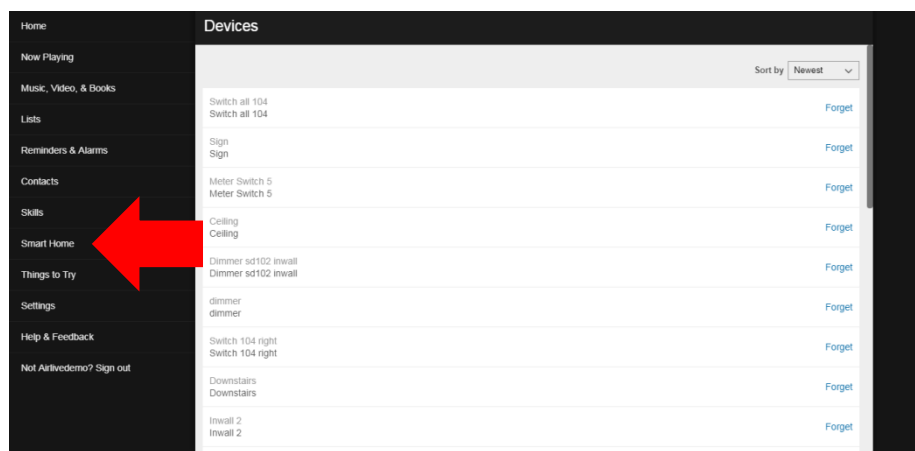 Home
Now Playing
Music, Video, & Books
Lists
Reminders & Alarms
Contacts
Skills
Smart Home
Things to Try
Settings
Help & Feedback
Not Airlivedemo? Sign out
Devices
Sort by Newest
Switch all 104
Switch all 104
Forget
Sign
Sign
Forget
Meter Switch 5
Meter Switch 5
Forget
Ceiling
Ceiling
Forget
Dimmer sd102 inwall
Dimmer sd102 inwall
Forget
dimmer
dimmer
Forget
Switch 104 right
Switch 104 right
Forget
Downstairs
Downstairs
Forget
Inwall 2
Inwall 2
Forget